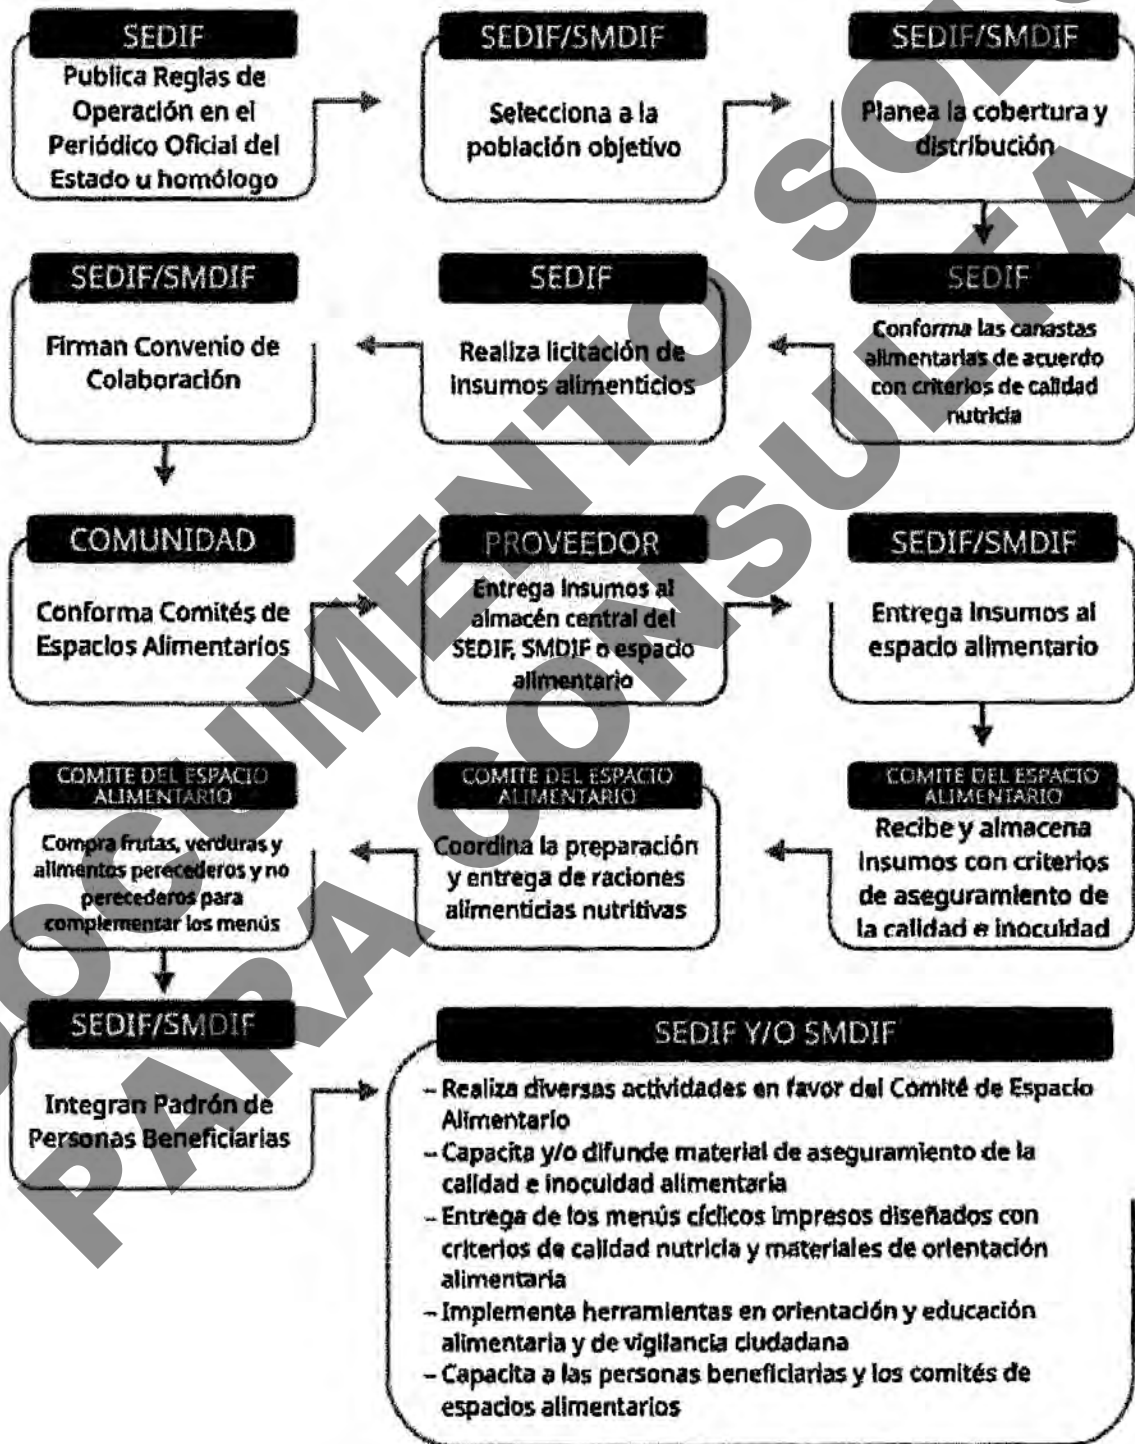 SEDIF
Publica Reglas de
Operación en el
Periódico Oficial del
Estado u homólogo
SEDIF/SMDIF
Selecciona a la
población objetivo
SEDIF/SMDIF
Planea la cobertura y
distribución
SEDIF
Conforma las canastas
alimentarias de acuerdo
con criterios de calidad
nutricia
SEDIF
Realiza licitación de
insumos alimenticios
SEDIF/SMDIF
Firman Convenio de
Colaboración
COMUNIDAD
Conforma Comités de
Espacios Alimentarios
PROVEEDOR
Entrega insumos al
almacén central del
SEDIF, SMDIF o espacio
alimentario
SEDIF/SMDIF
Entrega insumos al
espacio alimentario
COMITE DEL ESPACIO
ALIMENTARIO
Recibe y almacena
insumos con criterios
de aseguramiento de
la calidad e inocuidad
COMITE DEL ESPACIO
ALIMENTARIO
Coordina la preparación
y entrega de raciones
alimenticias nutritivas
COMITE DEL ESPACIO
ALIMENTARIO
Compra frutas, verduras y
alimentos perecederos y no
perecederos para
complementar los menús
SEDIF/SMDIF
Integran Padrón de
Personas Beneficiarias
SEDIF Y/O SMDIF
– Realiza diversas actividades en favor del Comité de Espacio
Alimentario
– Capacita y/o difunde material de aseguramiento de la
calidad e inocuidad alimentaria
– Entrega de los menús cíclicos impresos diseñados con
criterios de calidad nutricia y materiales de orientación
alimentaria
– Implementa herramientas en orientación y educación
alimentaria y de vigilancia ciudadana
– Capacita a las personas beneficiarias y los comités de
espacios alimentarios
DOCUMENTO SOLO
PARA CONSULTA